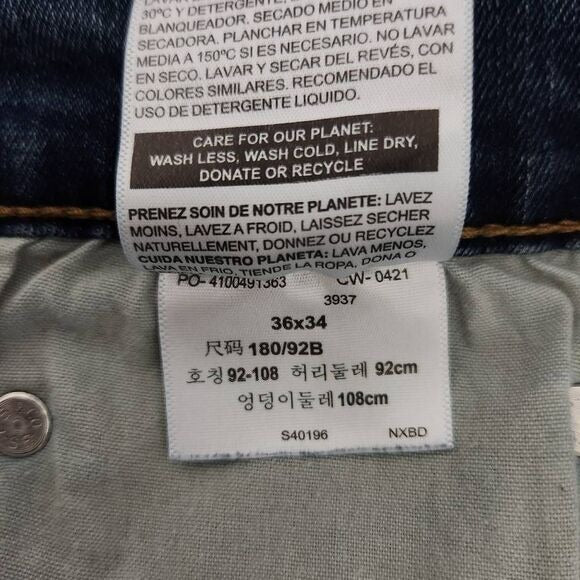 30ºC Y DETERGENTE,
BLANQUEADOR. SECADO MEDIO EN
SECADORA. PLANCHAR EN TEMPERATURA
MEDIA A 150ºC SI ES NECESARIO. NO LAVAR
EN SECO. LAVAR Y SECAR DEL REVÉS, CON
COLORES SIMILARES. RECOMENDADO EL
USO DE DETERGENTE LIQUIDO.
CARE FOR OUR PLANET:
WASH LESS, WASH COLD, LINE DRY,
DONATE OR RECYCLE
PRENEZ SOIN DE NOTRE PLANETE: LAVEZ
MOINS, LAVEZ A FROID, LAISSEZ SECHER
NATURELLEMENT, DONNEZ OU RECYCLEZ
CUIDA NUESTRO PLANETA: LAVA MENOS,
LAVA EN FRIO, TIENDE LA ROPA, DONA O
PO- 4100491363 CW- 0421
3937
36x34
尺码 180/92B
호칭 92-108 허리둘레 92cm
엉덩이둘레 108cm
S40196 NXBD